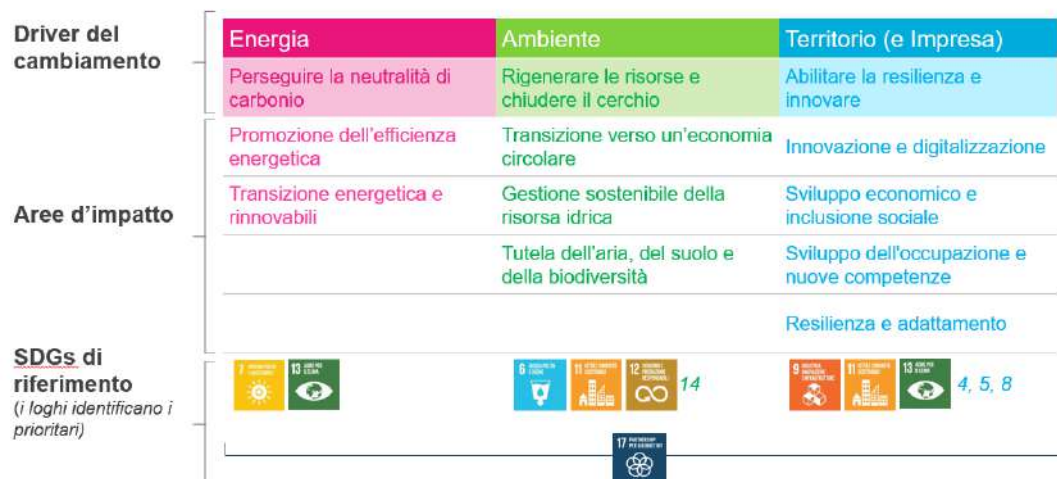 Driver del
cambiamento
Energia
Ambiente
Territorio (e Impresa)
Perseguire la neutralità di
carbonio
Rigenerare le risorse e
chiudere il cerchio
Abilitare la resilienza e
innovare
Aree d'impatto
Promozione dell'efficienza
energetica
Transizione verso un'economia
circolare
Innovazione e digitalizzazione
Transizione energetica e
rinnovabili
Gestione sostenibile della
risorsa idrica
Sviluppo economico e
inclusione sociale
Tutela dell'aria, del suolo e
della biodiversità
Sviluppo dell'occupazione e
nuove competenze
Resilienza e adattamento
SDGs di
riferimento
(i loghi identificano i
prioritari)
7
13
6
11
12
14
9
11
13
4, 5, 8
17 PARTNERSHIP